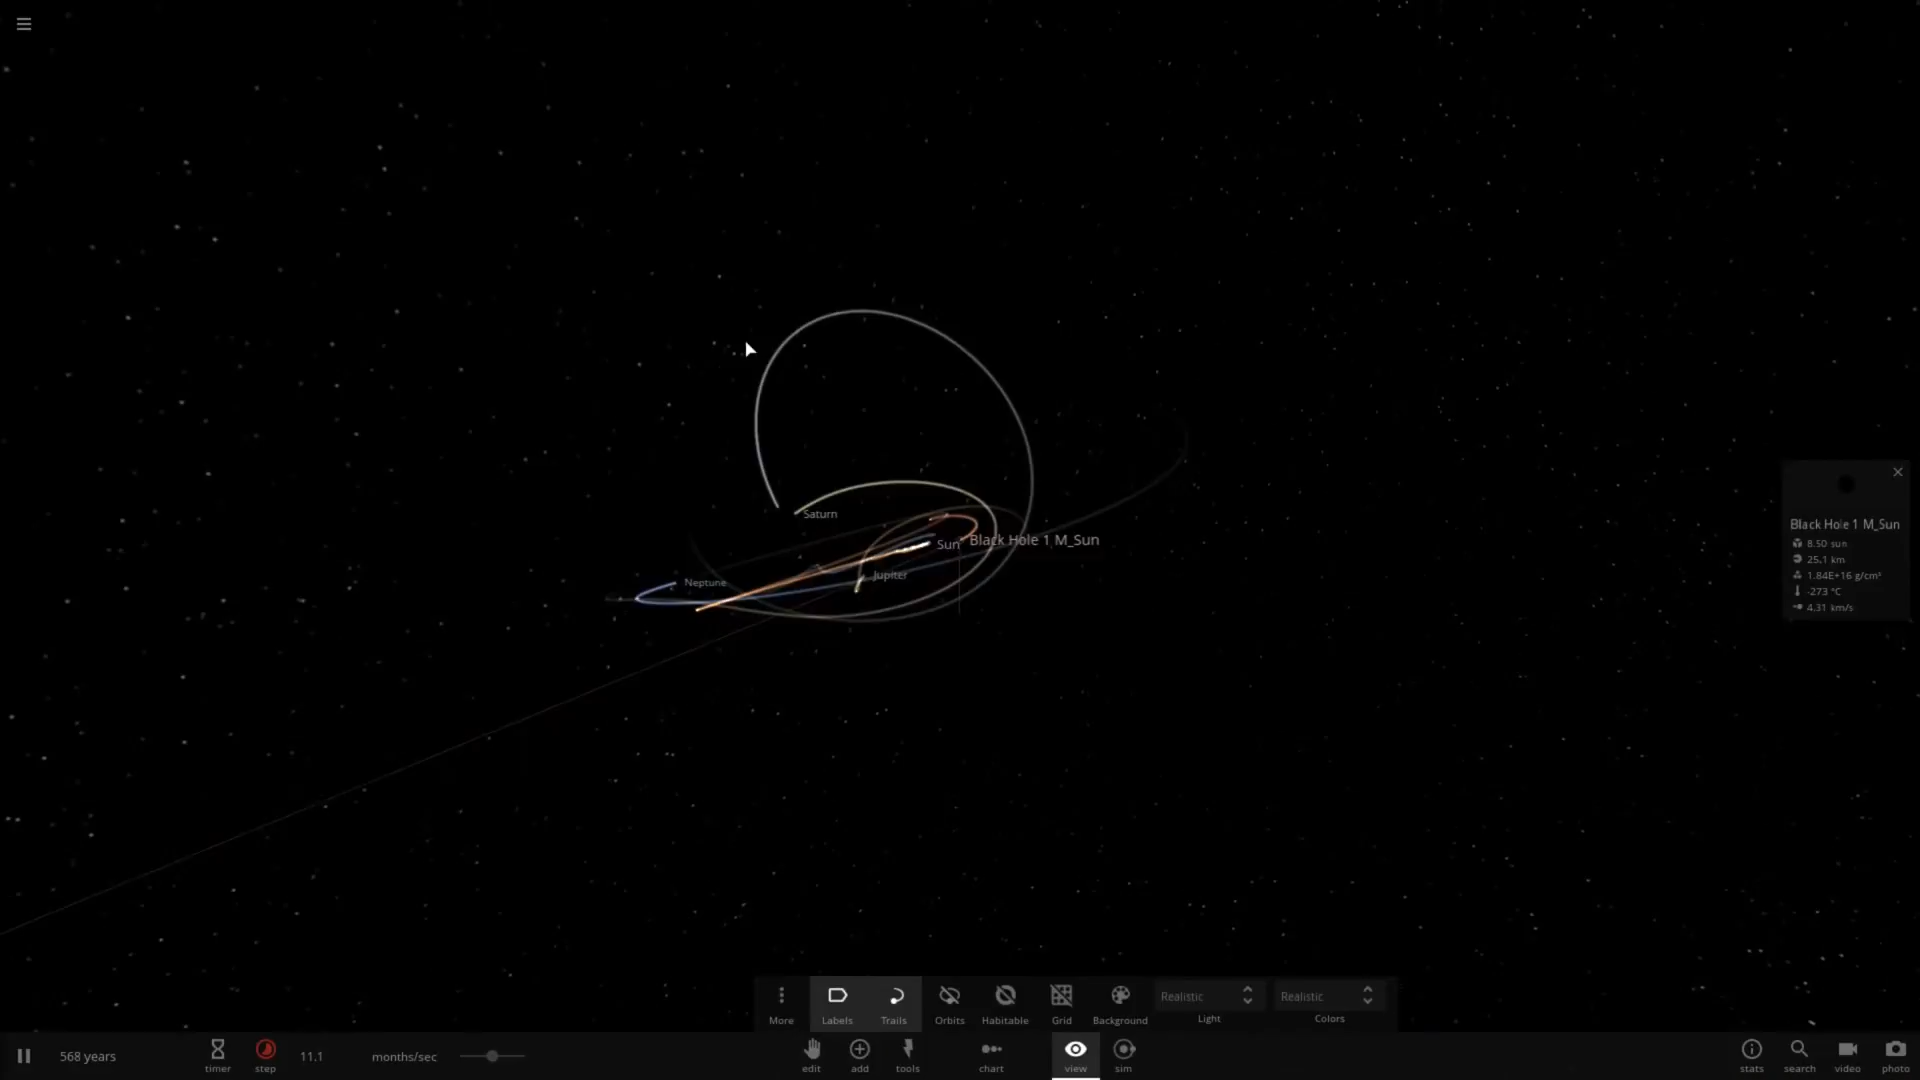 Saturn
Sun
Black Hole 1 M_Sun
Jupiter
Neptune
Black Hole 1 M_Sun
8.50 sun
25.1 km
1.84E+16 g/cm³
-273 °C
4.31 km/s
More
Labels
Trails
Orbits
Habitable
Grid
Background
Realistic
Light
Realistic
Colors
568 years
timer
step
11.1
months/sec
edit
add
tools
chart
view
sim
stats
search
video
photo